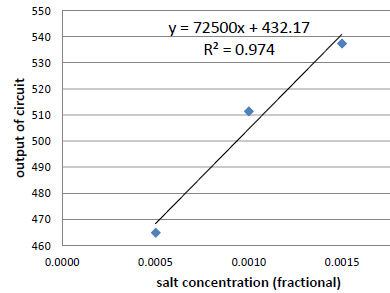 550
y = 72500x + 432.17
540
R² = 0.974
530
520
510
500
490
480
470
460
output of circuit
0.0000 0.0005 0.0010 0.0015
salt concentration (fractional)